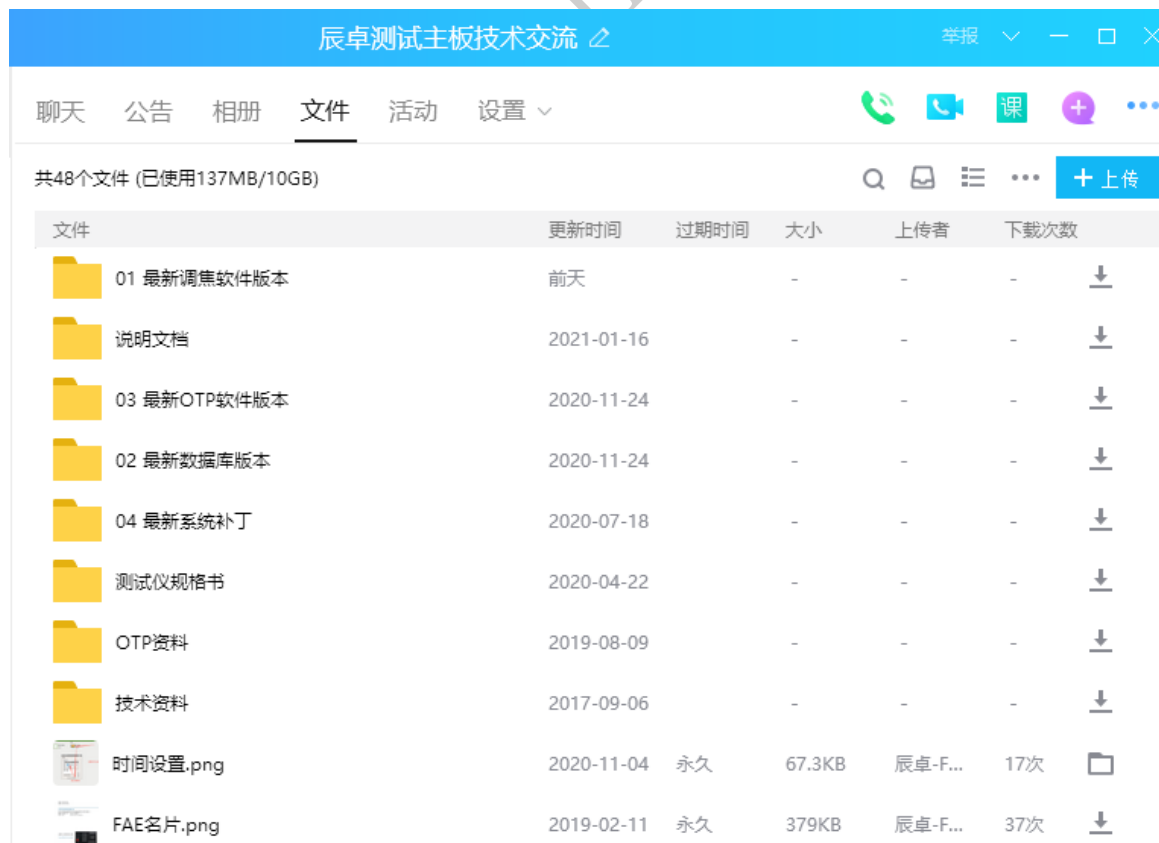 辰卓测试主板技术交流 举报
聊天 公告 相册 文件 活动 设置 课
共48个文件 (已使用137MB/10GB) 上传
文件 更新时间 过期时间 大小 上传者 下载次数
01 最新调焦软件版本 前天 - - -
说明文档 2021-01-16 - - -
03 最新OTP软件版本 2020-11-24 - - -
02 最新数据库版本 2020-11-24 - - -
04 最新系统补丁 2020-07-18 - - -
测试仪规格书 2020-04-22 - - -
OTP资料 2019-08-09 - - -
技术资料 2017-09-06 - - -
时间设置.png 2020-11-04 永久 67.3KB 辰卓-F... 17次
FAE名片.png 2019-02-11 永久 379KB 辰卓-F... 37次